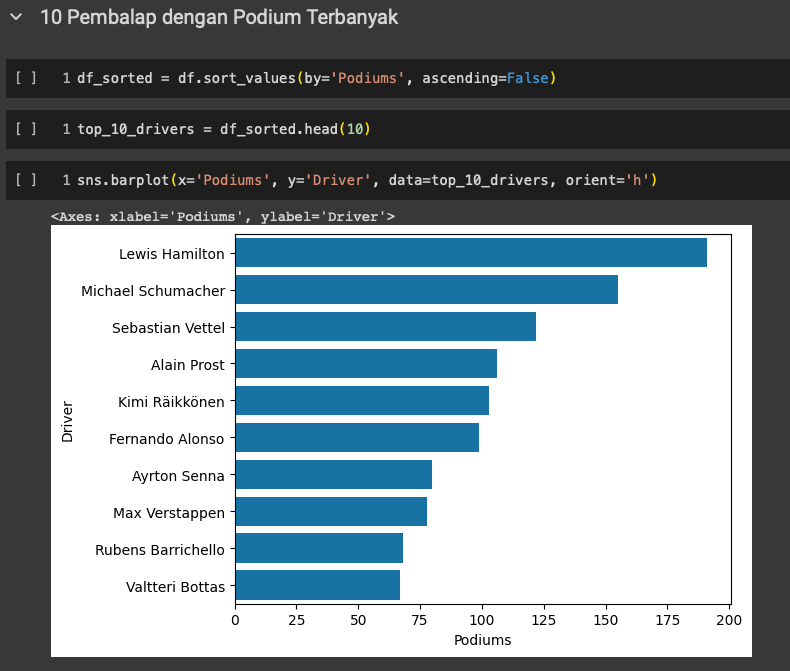 10 Pembalap dengan Podium Terbanyak
[ ] 1 df_sorted = df.sort_values(by='Podiums', ascending=False)
[ ] 1 top_10_drivers = df_sorted.head(10)
[ ] 1 sns.barplot(x='Podiums', y='Driver', data=top_10_drivers, orient='h')
<Axes: xlabel='Podiums', ylabel='Driver'>
Lewis Hamilton
Michael Schumacher
Sebastian Vettel
Alain Prost
Kimi Räikkönen
Fernando Alonso
Ayrton Senna
Max Verstappen
Rubens Barrichello
Valtteri Bottas
Driver
0 25 50 75 100 125 150 175 200
Podiums